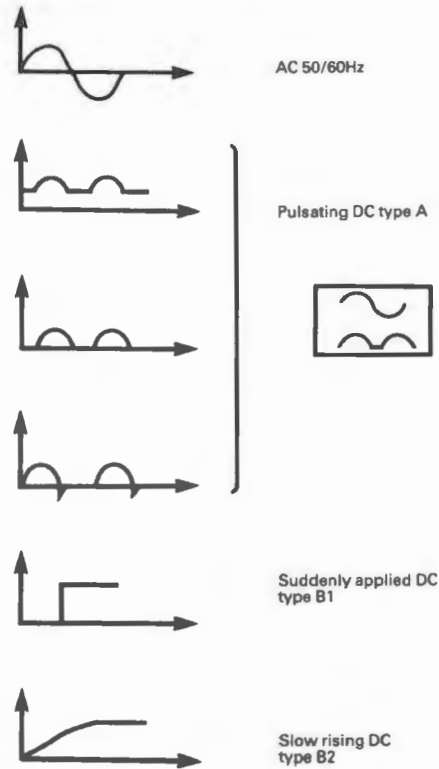 AC 50/60Hz
Pulsating DC type A
Suddenly applied DC
type B1
Slow rising DC
type B2